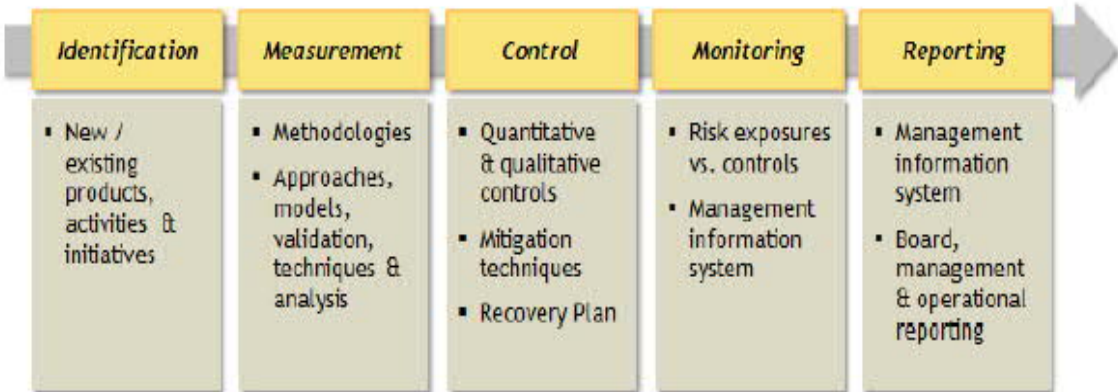 Identification
▪ New /
existing
products,
activities &
initiatives
Measurement
▪ Methodologies
▪ Approaches,
models,
validation,
techniques &
analysis
Control
▪ Quantitative
& qualitative
controls
▪ Mitigation
techniques
▪ Recovery Plan
Monitoring
▪ Risk exposures
vs. controls
▪ Management
information
system
Reporting
▪ Management
information
system
▪ Board,
management
& operational
reporting